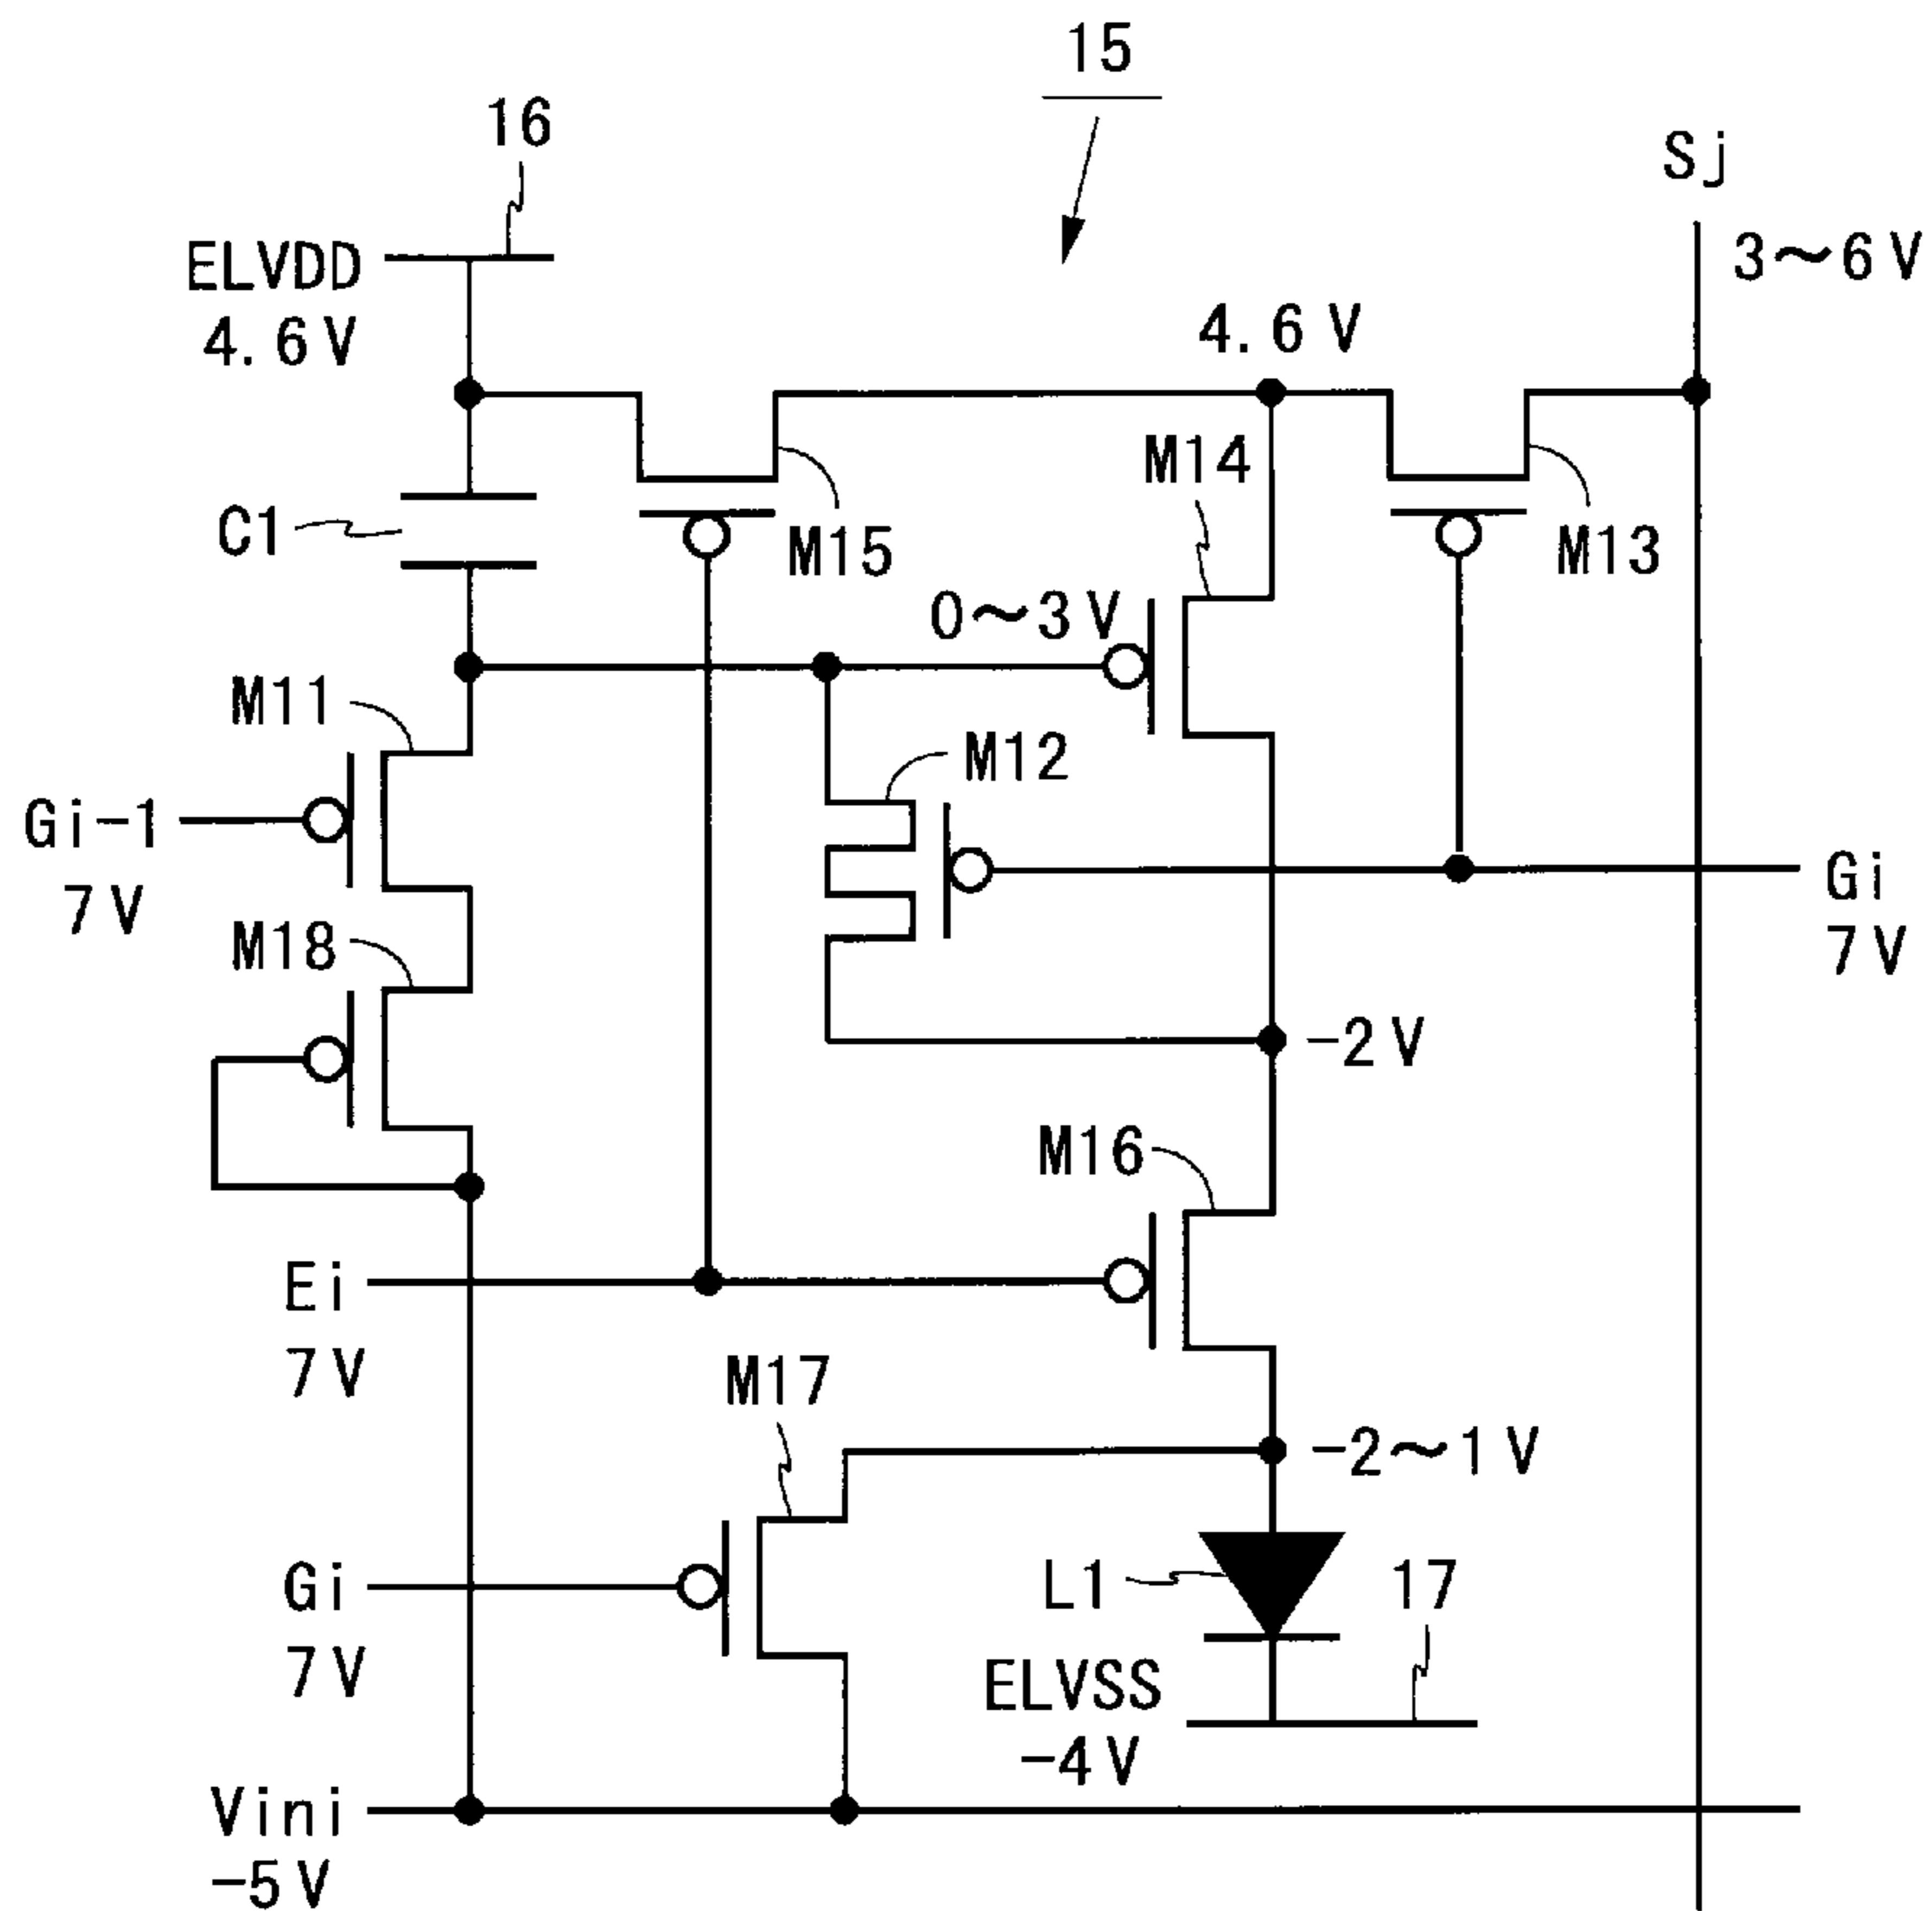 15
16
Sj
3～6V
ELVDD
4.6V
4.6V
M14
C1
M15
M13
0～3V
M11
M12
Gi-1
7V
Gi
7V
M18
-2V
M16
Ei
7V
M17
-2～1V
Gi
7V
L1
17
ELVSS
-4V
Vini
-5V